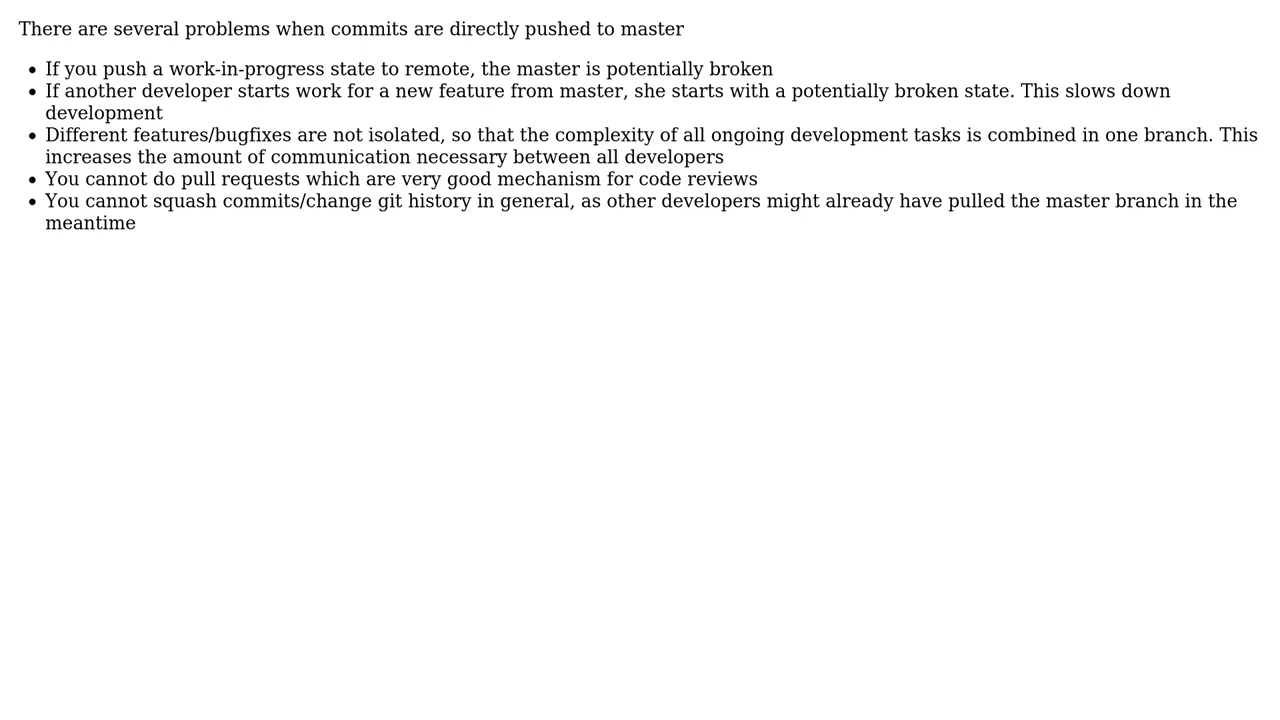 There are several problems when commits are directly pushed to master
• If you push a work-in-progress state to remote, the master is potentially broken
• If another developer starts work for a new feature from master, she starts with a potentially broken state. This slows down
development
• Different features/bugfixes are not isolated, so that the complexity of all ongoing development tasks is combined in one branch. This
increases the amount of communication necessary between all developers
• You cannot do pull requests which are very good mechanism for code reviews
• You cannot squash commits/change git history in general, as other developers might already have pulled the master branch in the
meantime